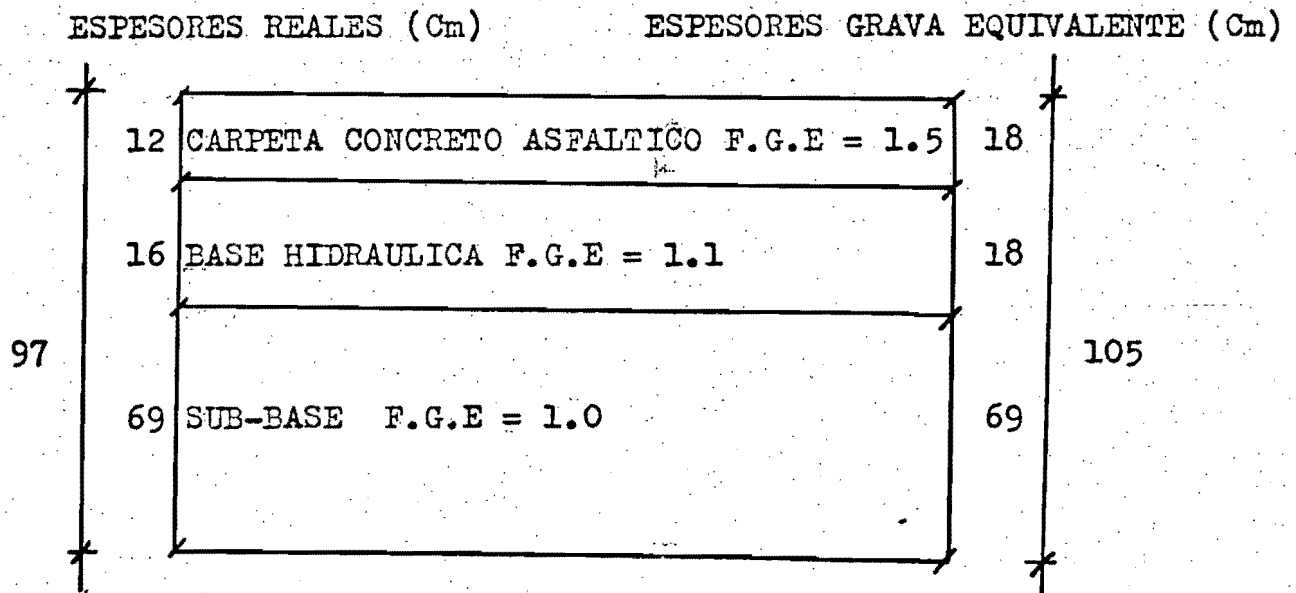 ESPESORES REALES (Cm) ESPESORES GRAVA EQUIVALENTE (Cm)
12 CARPETA CONCRETO ASFALTICO F.G.E = 1.5 18
16 BASE HIDRAULICA F.G.E = 1.1 18
97 105
69 SUB-BASE F.G.E = 1.0 69